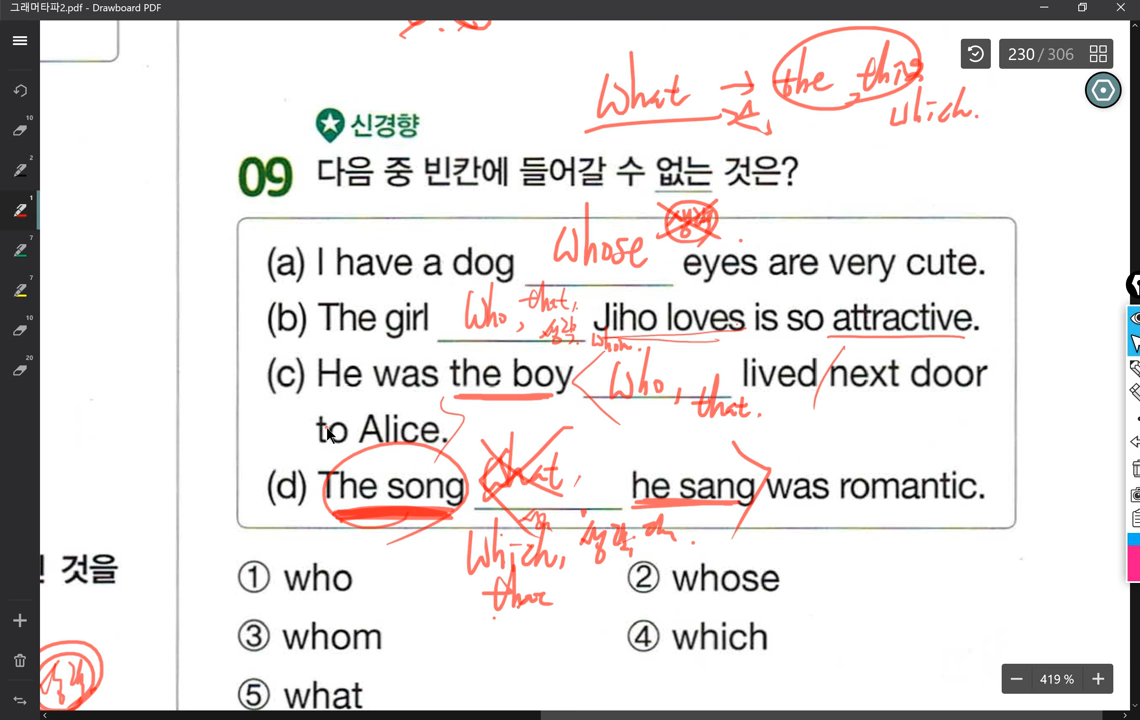 그래머타파2.pdf - Drawboard PDF
230 / 306
What → the thing
which.
신경향
09 다음 중 빈칸에 들어갈 수 없는 것은?
whose 생략
(a) I have a dog eyes are very cute.
who, that, 생략 whom.
(b) The girl Jiho loves is so attractive.
(c) He was the boy who, that. lived next door
to Alice.
what,
(d) The song he sang was romantic.
which, 생략
that
것을
① who
② whose
③ whom
④ which
생략
⑤ what
419 %